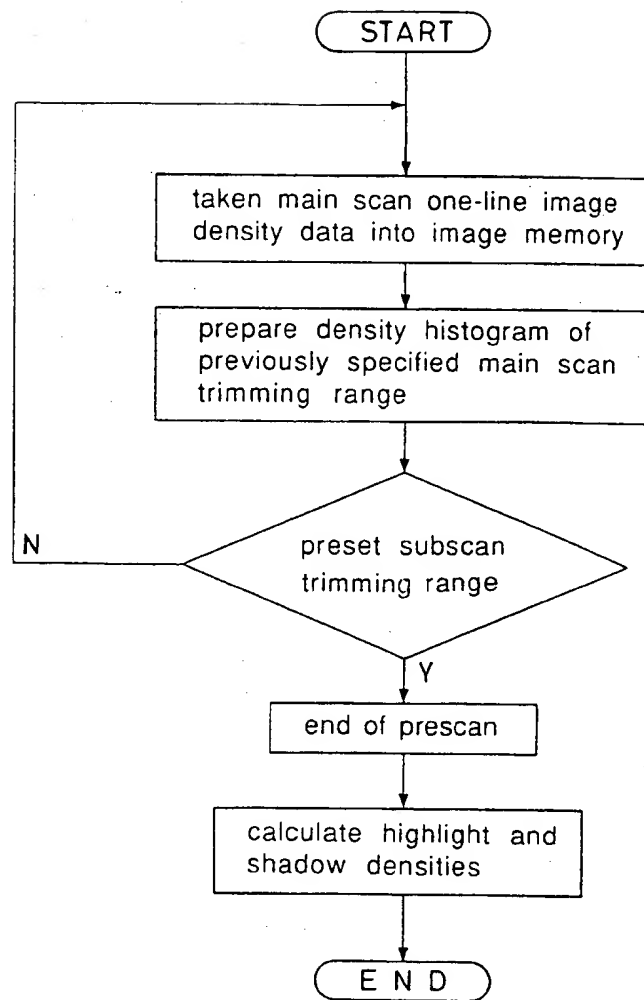 START
taken main scan one-line image
density data into image memory
prepare density histogram of
previously specified main scan
trimming range
N
preset subscan
trimming range
Y
end of prescan
calculate highlight and
shadow densities
END